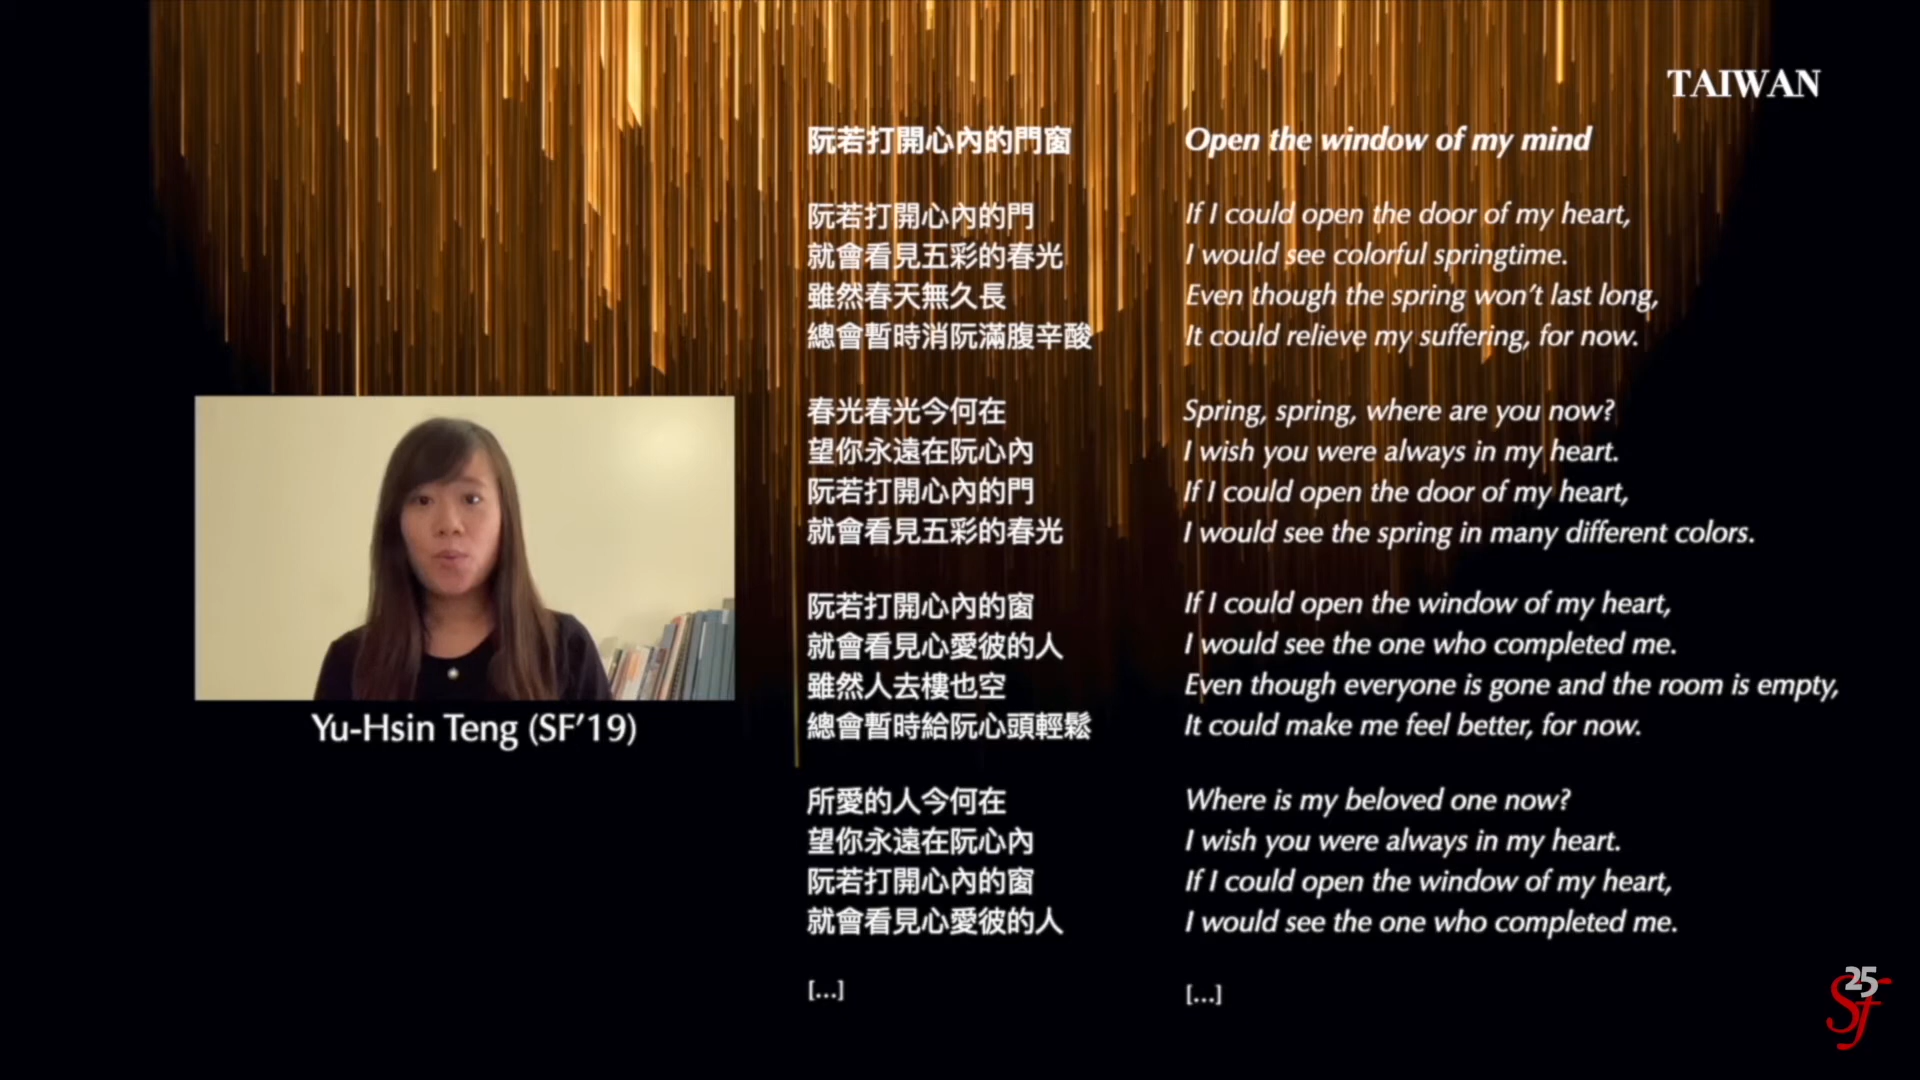 TAIWAN
阮若打開心內的門窗
阮若打開心內的門
就會看見五彩的春光
雖然春天無久長
總會暫時消阮滿腹辛酸
春光春光今何在
望你永遠在阮心內
阮若打開心內的門
就會看見五彩的春光
阮若打開心內的窗
就會看見心愛彼的人
雖然人去樓也空
總會暫時給阮心頭輕鬆
所愛的人今何在
望你永遠在阮心內
阮若打開心內的窗
就會看見心愛彼的人
[...]
Open the window of my mind
If I could open the door of my heart,
I would see colorful springtime.
Even though the spring won't last long,
It could relieve my suffering, for now.
Spring, spring, where are you now?
I wish you were always in my heart.
If I could open the door of my heart,
I would see the spring in many different colors.
If I could open the window of my heart,
I would see the one who completed me.
Even though everyone is gone and the room is empty,
It could make me feel better, for now.
Where is my beloved one now?
I wish you were always in my heart.
If I could open the window of my heart,
I would see the one who completed me.
[...]
Yu-Hsin Teng (SF'19)
25
Sf